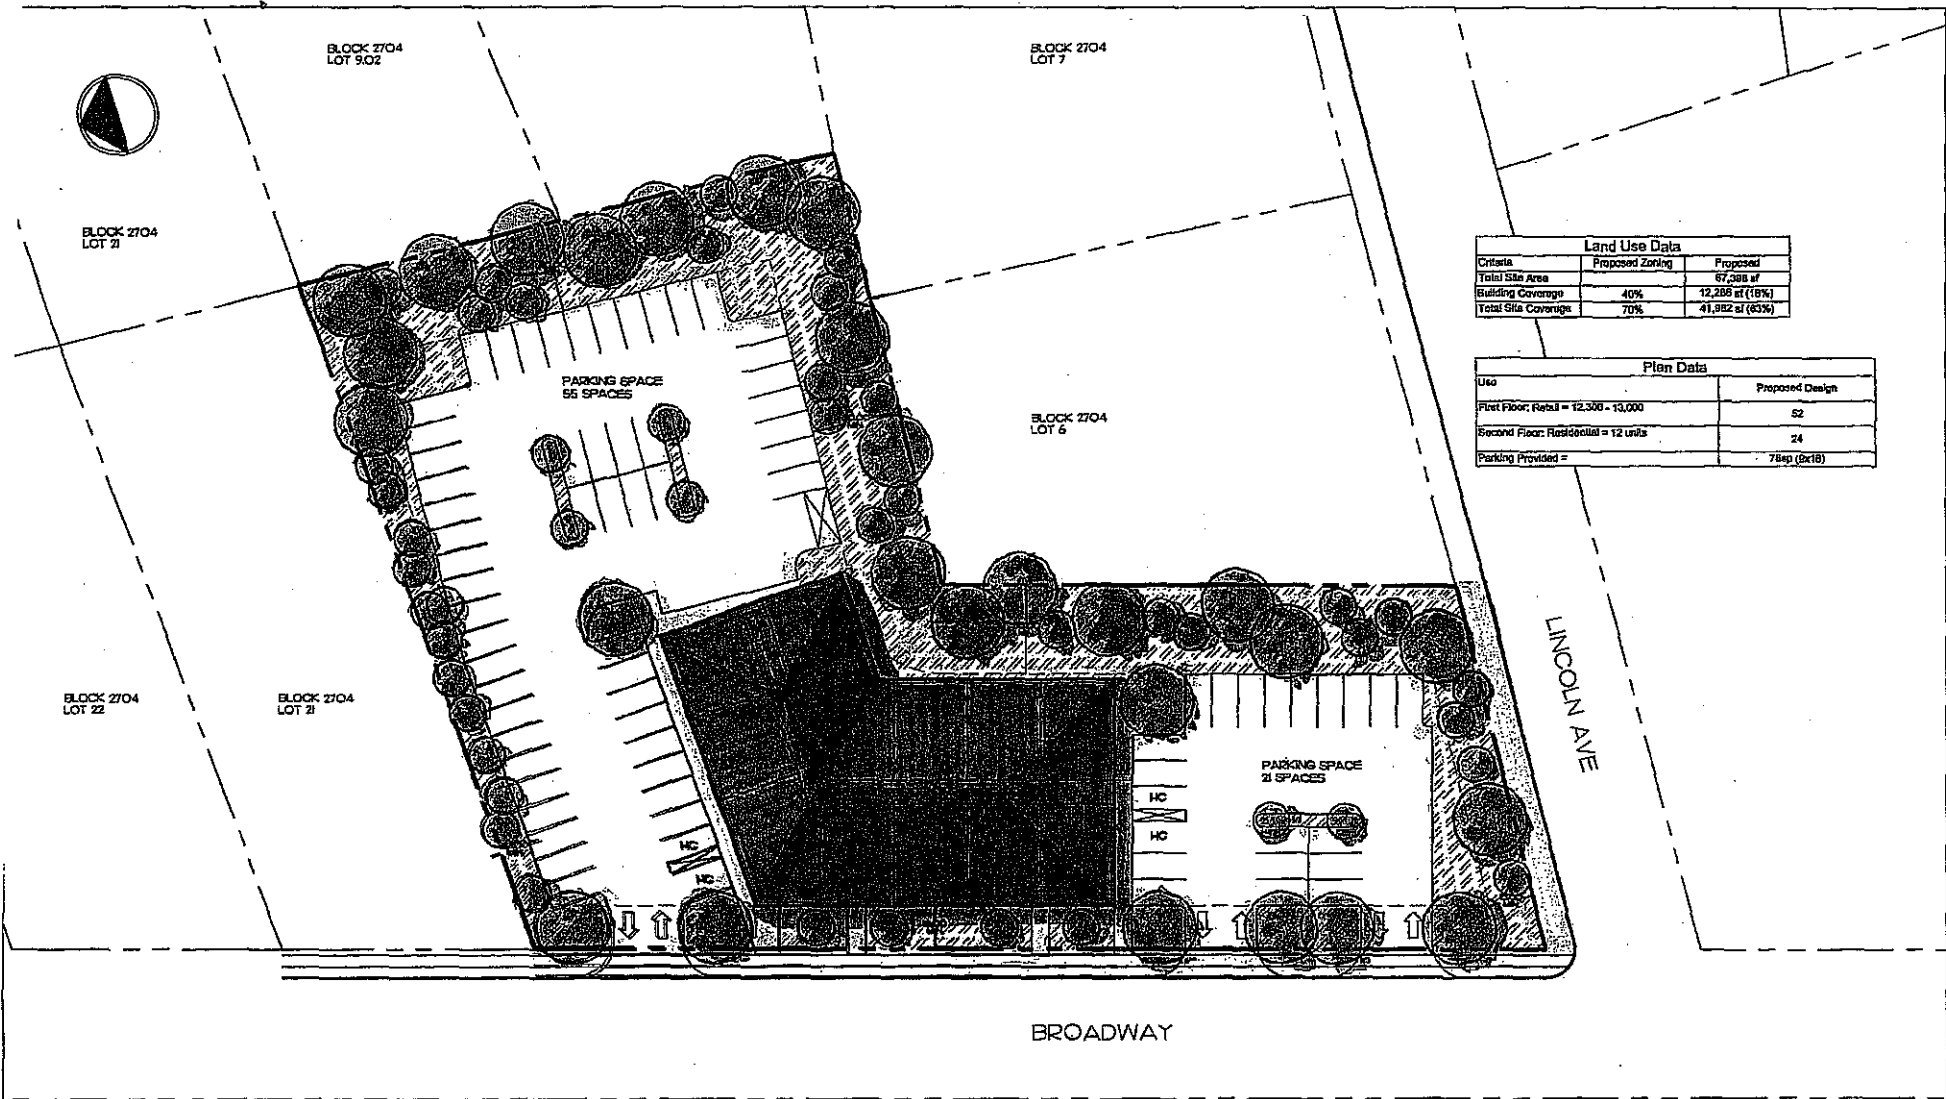 BLOCK 2704
LOT 9.02
BLOCK 2704
LOT 7
BLOCK 2704
LOT 21
Land Use Data
Criteria Proposed Zoning Proposed
Total Site Area 67,398 sf
Building Coverage 40% 12,286 sf (18%)
Total Site Coverage 70% 41,982 sf (63%)
Plan Data
Use Proposed Design
First Floor: Retail = 12,300 - 13,000 52
Second Floor: Residential = 12 units 24
Parking Provided = (9x18)
PARKING SPACE
55 SPACES
BLOCK 2704
LOT 6
BLOCK 2704
LOT 22
BLOCK 2704
LOT 21
LINCOLN AVE
PARKING SPACE
21 SPACES
HC
HC
HC
HC
BROADWAY